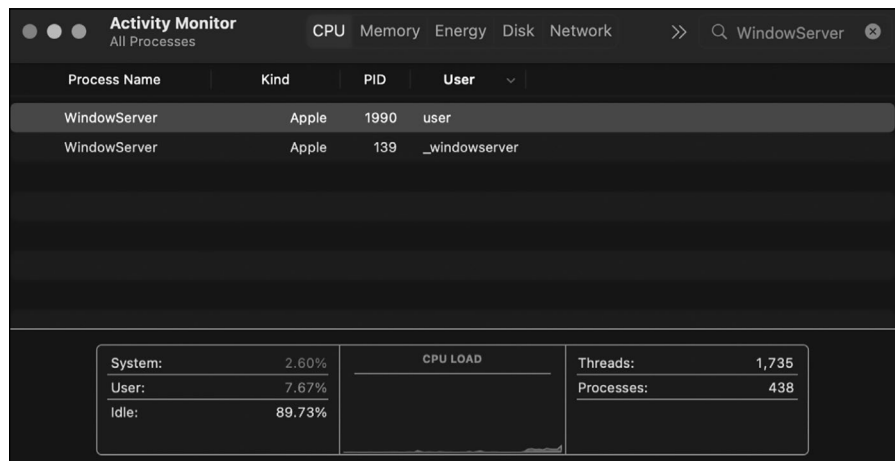 Activity Monitor
All Processes
CPU Memory Energy Disk Network WindowServer
Process Name Kind PID User
WindowServer Apple 1990 user
WindowServer Apple 139 _windowserver
System: 2.60%
User: 7.67%
Idle: 89.73%
CPU LOAD
Threads: 1,735
Processes: 438